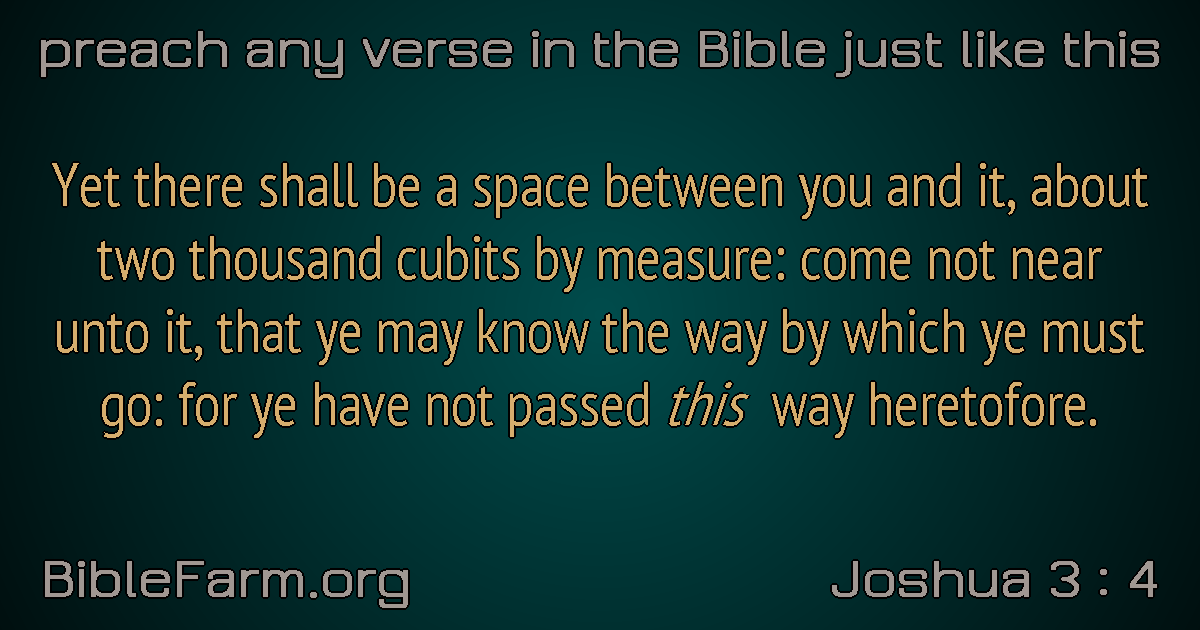 preach any verse in the Bible just like this
Yet there shall be a space between you and it, about
two thousand cubits by measure: come not near
unto it, that ye may know the way by which ye must
go: for ye have not passed this way heretofore.
BibleFarm.org
Joshua 3 : 4